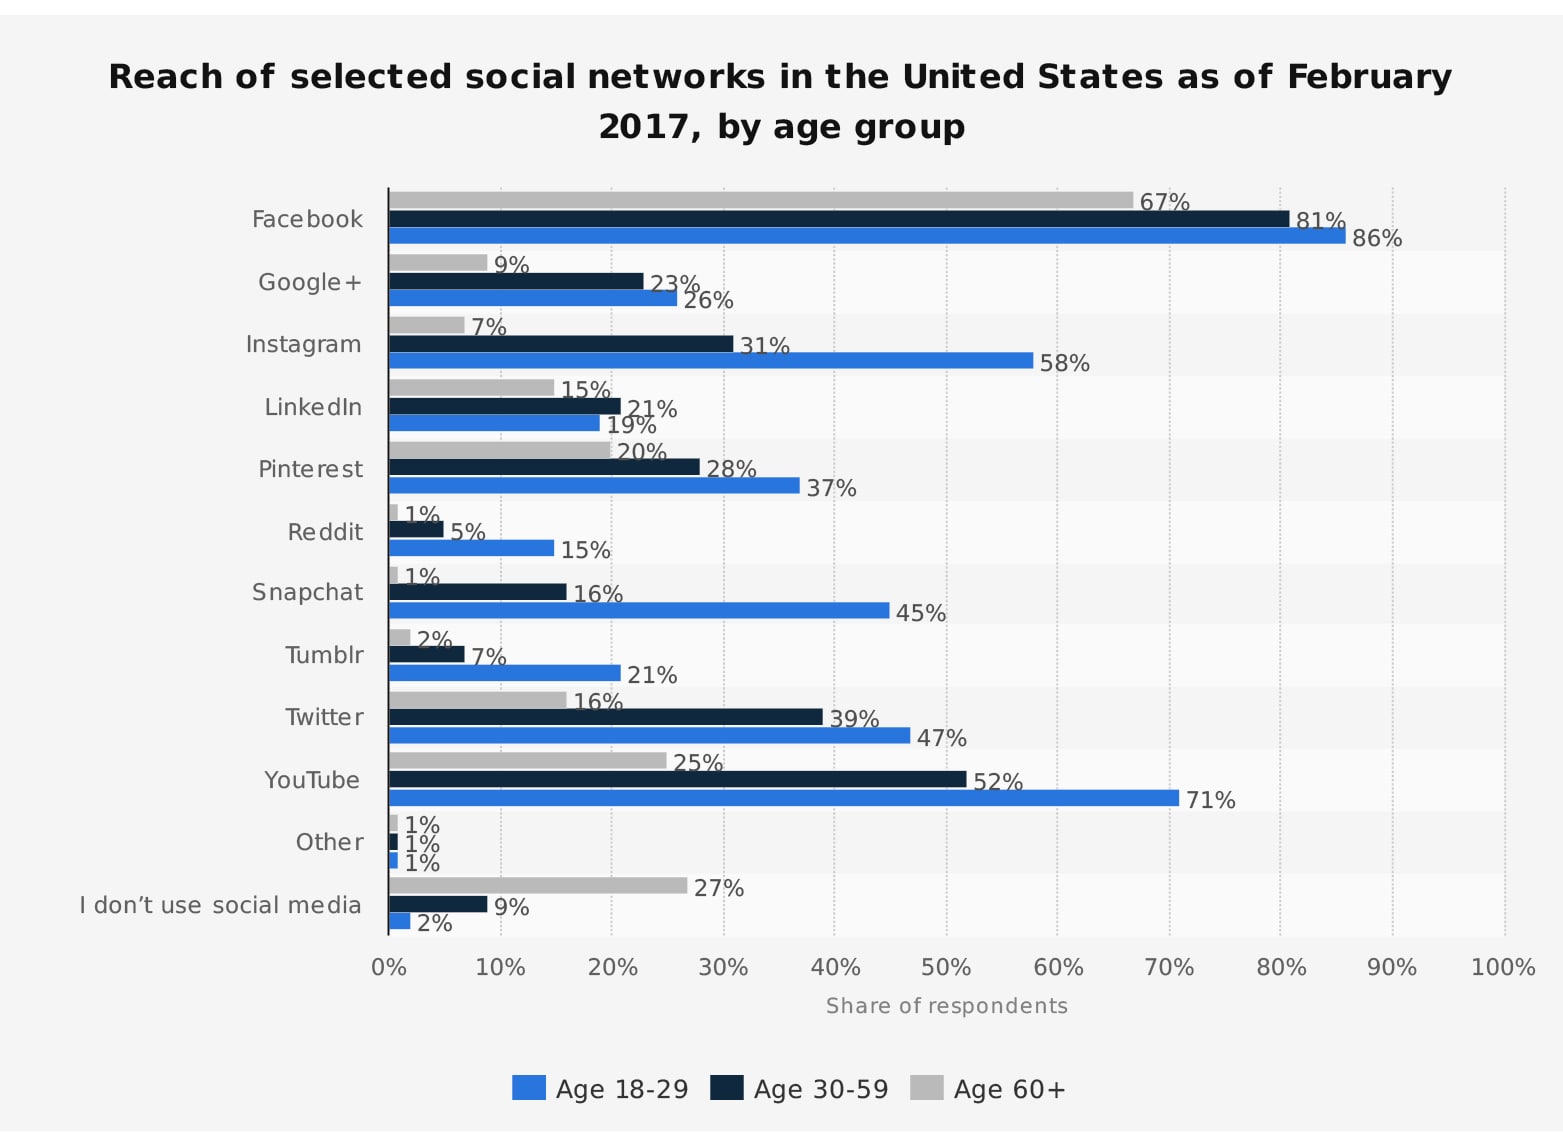 Reach of selected social networks in the United States as of February
2017, by age group
Facebook
67%
81%
86%
Google+
9%
23%
26%
Instagram
7%
31%
58%
LinkedIn
15%
21%
19%
Pinterest
20%
28%
37%
Reddit
1%
5%
15%
Snapchat
1%
16%
45%
Tumblr
2%
7%
21%
Twitter
16%
39%
47%
YouTube
25%
52%
71%
Other
1%
1%
1%
I don’t use social media
27%
9%
2%
0% 10% 20% 30% 40% 50% 60% 70% 80% 90% 100%
Share of respondents
Age 18-29 Age 30-59 Age 60+